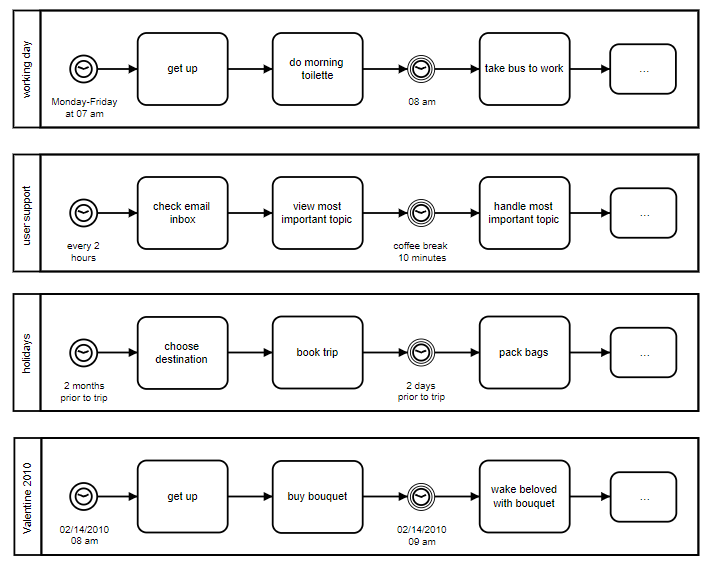 working day
Monday-Friday
at 07 am
get up
do morning
toilette
08 am
take bus to work
...
user support
every 2
hours
check email
inbox
view most
important topic
coffee break
10 minutes
handle most
important topic
...
holidays
2 months
prior to trip
choose
destination
book trip
2 days
prior to trip
pack bags
...
Valentine 2010
02/14/2010
08 am
get up
buy bouquet
02/14/2010
09 am
wake beloved
with bouquet
...